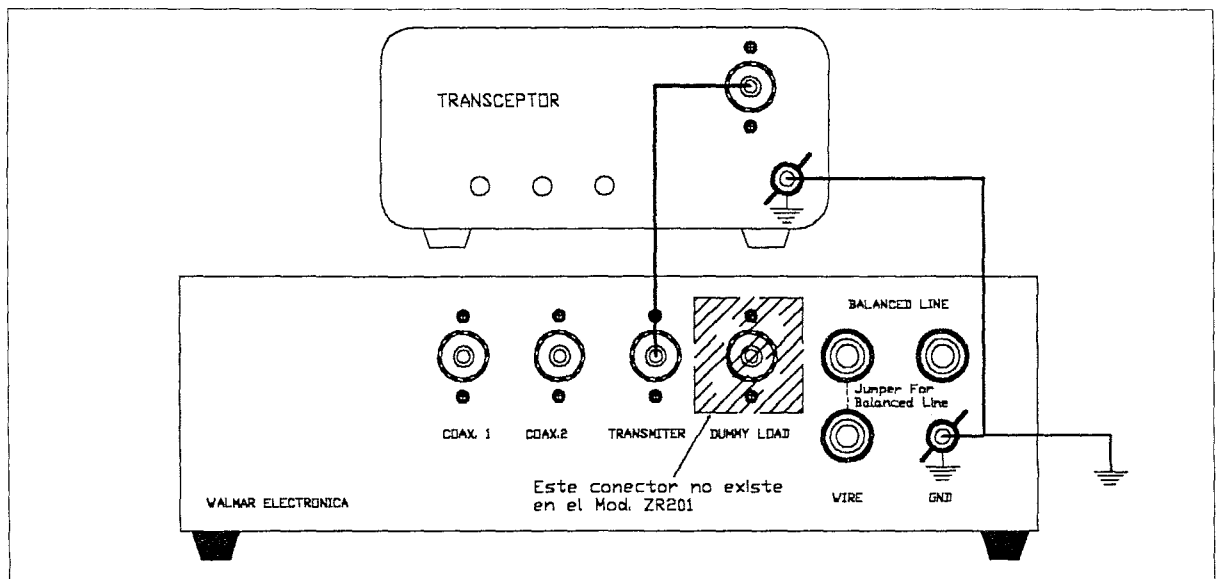 TRANSCEPTOR
BALANCED LINE
Jumper For
Balanced Line
COAX. 1
COAX.2
TRANSMITER
DUMMY LOAD
Este conector no existe
en el Mod. ZR201
WIRE
GND
WALMAR ELECTRONICA